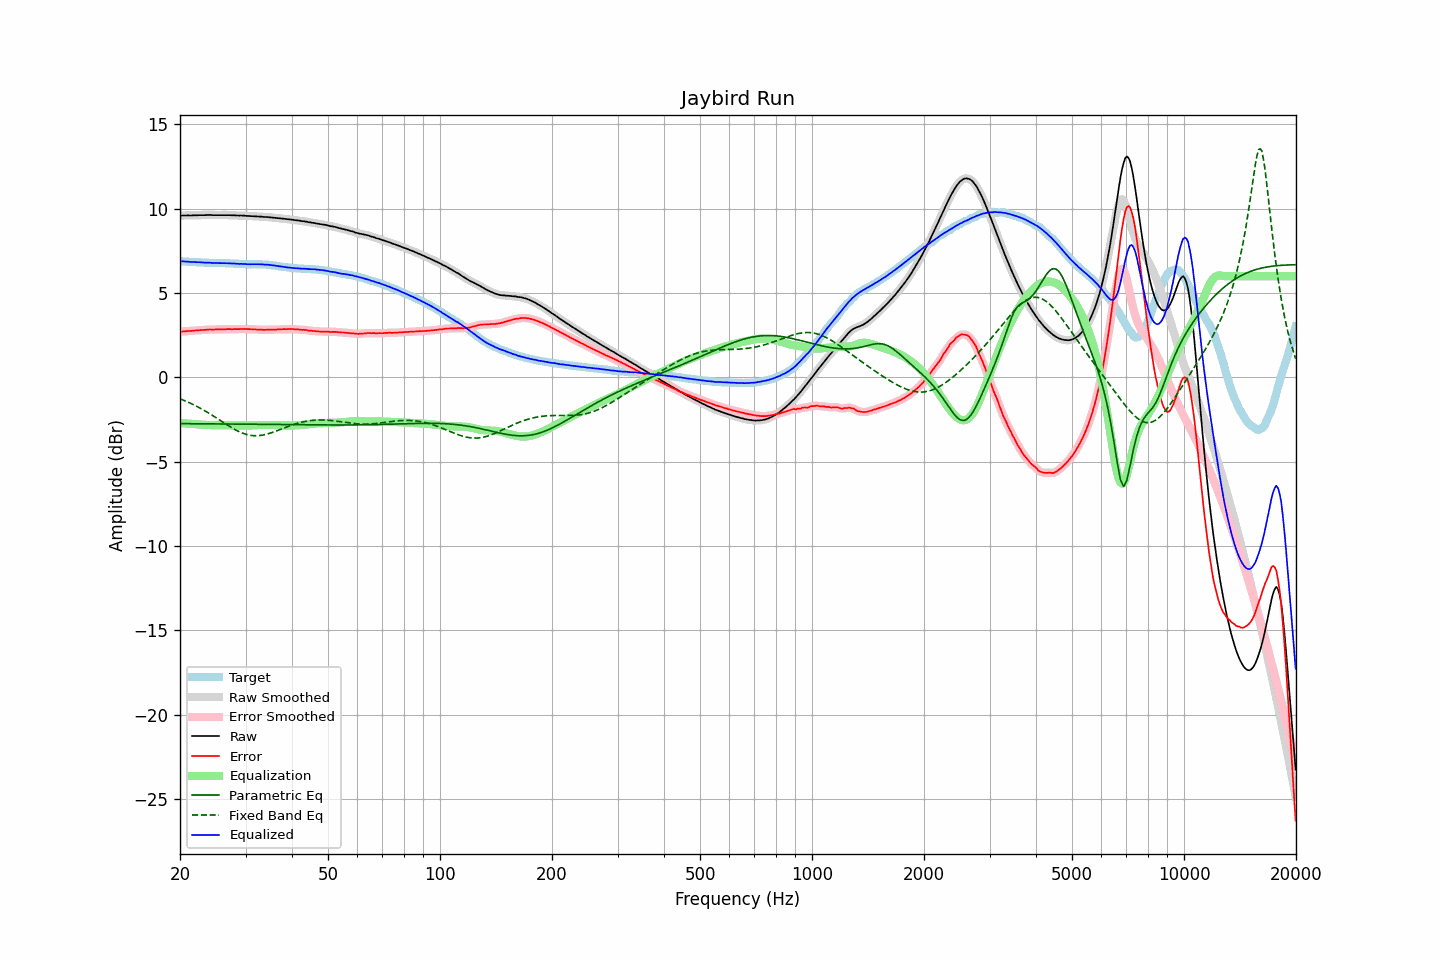 Jaybird Run
Amplitude (dBr)
15
10
5
0
−5
−10
−15
−20
−25
Target
Raw Smoothed
Error Smoothed
Raw
Error
Equalization
Parametric Eq
Fixed Band Eq
Equalized
20 50 100 200 500 1000 2000 5000 10000 20000
Frequency (Hz)